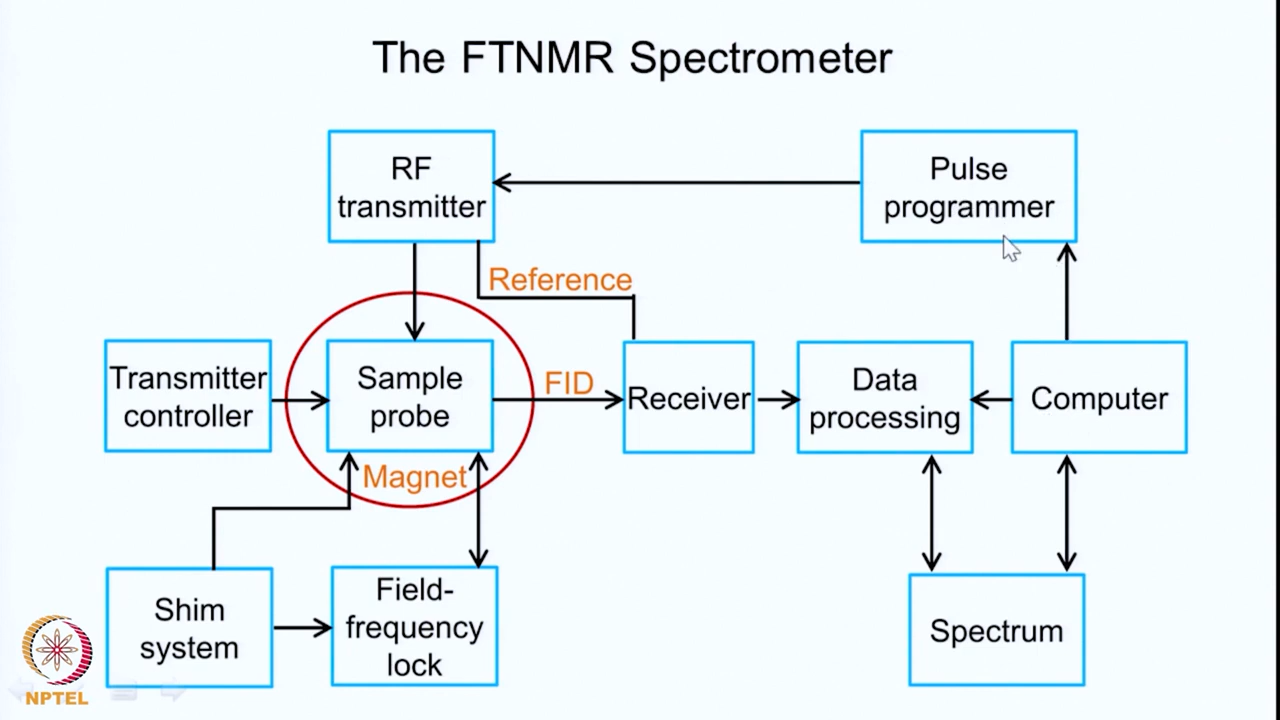 The FTNMR Spectrometer
RF
transmitter
Pulse
programmer
Reference
Transmitter
controller
Sample
probe
FID
Receiver
Data
processing
Computer
Magnet
Shim
system
Field-
frequency
lock
Spectrum
NPTEL